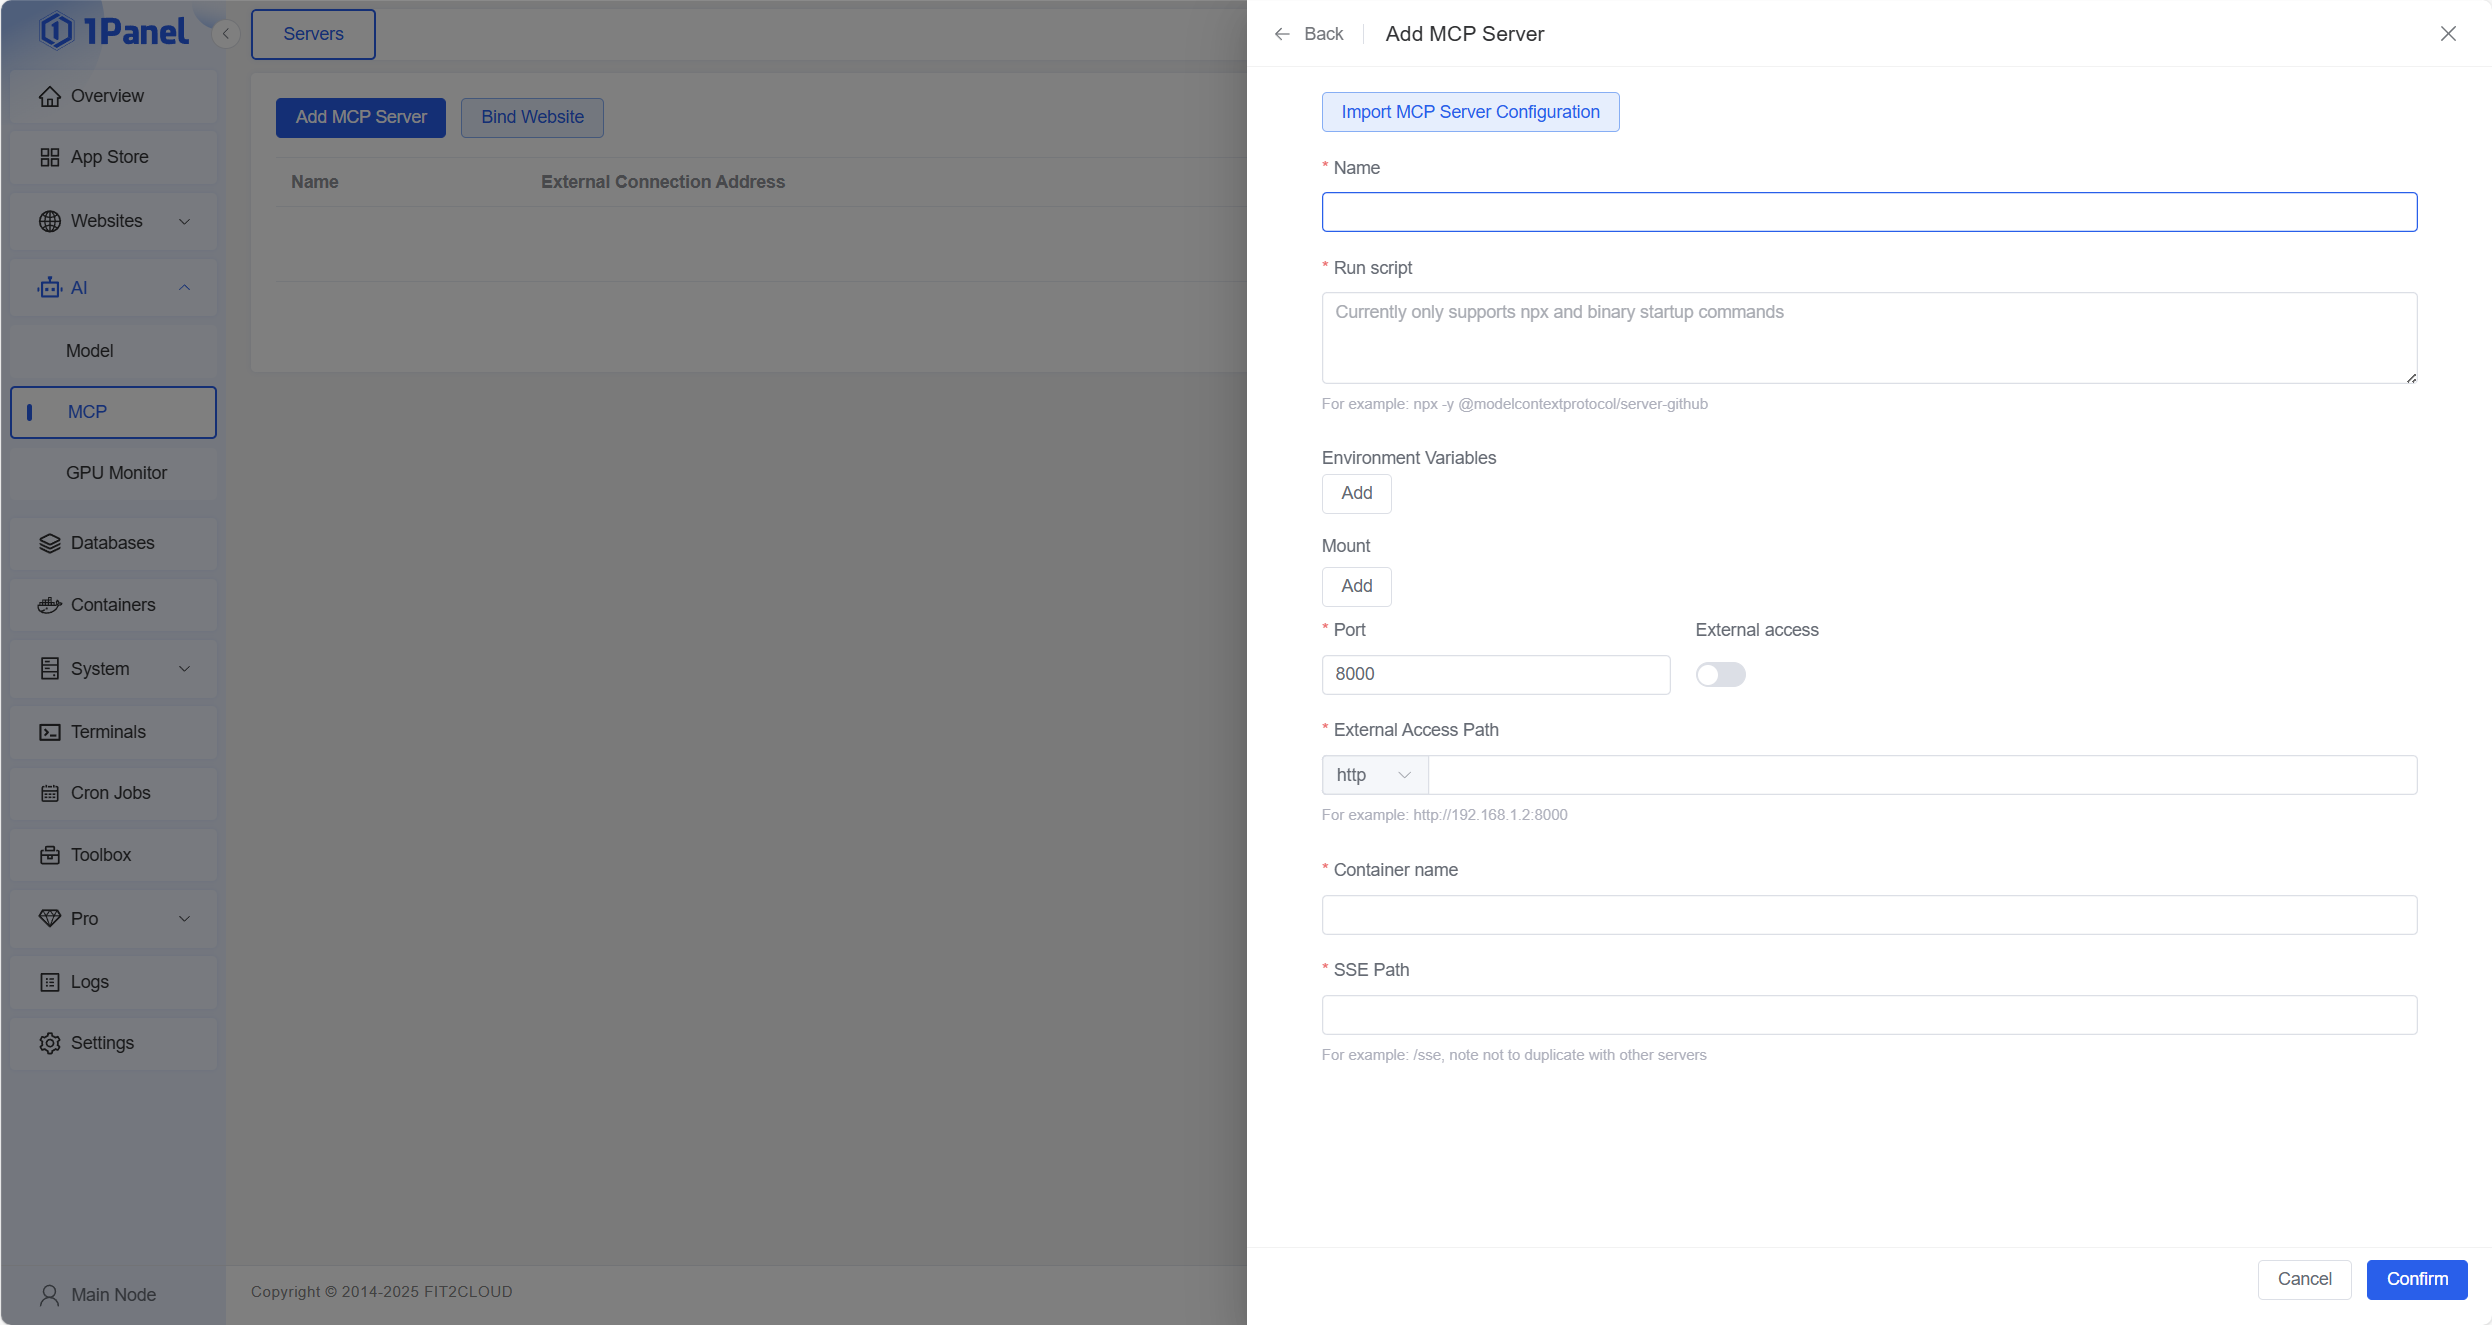 1Panel
Overview
App Store
Websites
AI
Model
MCP
GPU Monitor
Databases
Containers
System
Terminals
Cron Jobs
Toolbox
Pro
Logs
Settings
Main Node
Servers
Add MCP Server
Bind Website
Name
External Connection Address
Copyright © 2014-2025 FIT2CLOUD
Back
Add MCP Server
Import MCP Server Configuration
* Name
* Run script
Currently only supports npx and binary startup commands
For example: npx -y @modelcontextprotocol/server-github
Environment Variables
Add
Mount
Add
* Port
External access
8000
* External Access Path
http
For example: http://192.168.1.2:8000
* Container name
* SSE Path
For example: /sse, note not to duplicate with other servers
Cancel
Confirm